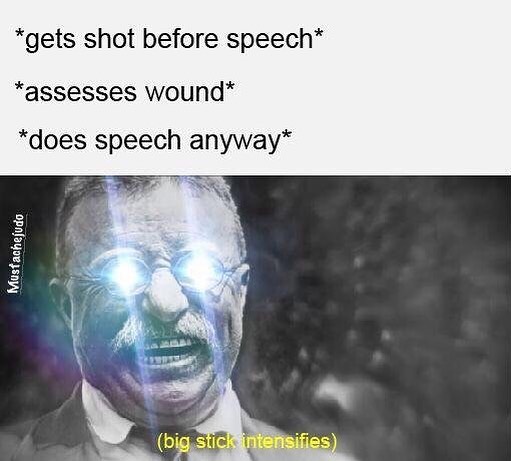 *gets shot before speech*
*assesses wound*
*does speech anyway*
Mustachejudo
(big stick intensifies)